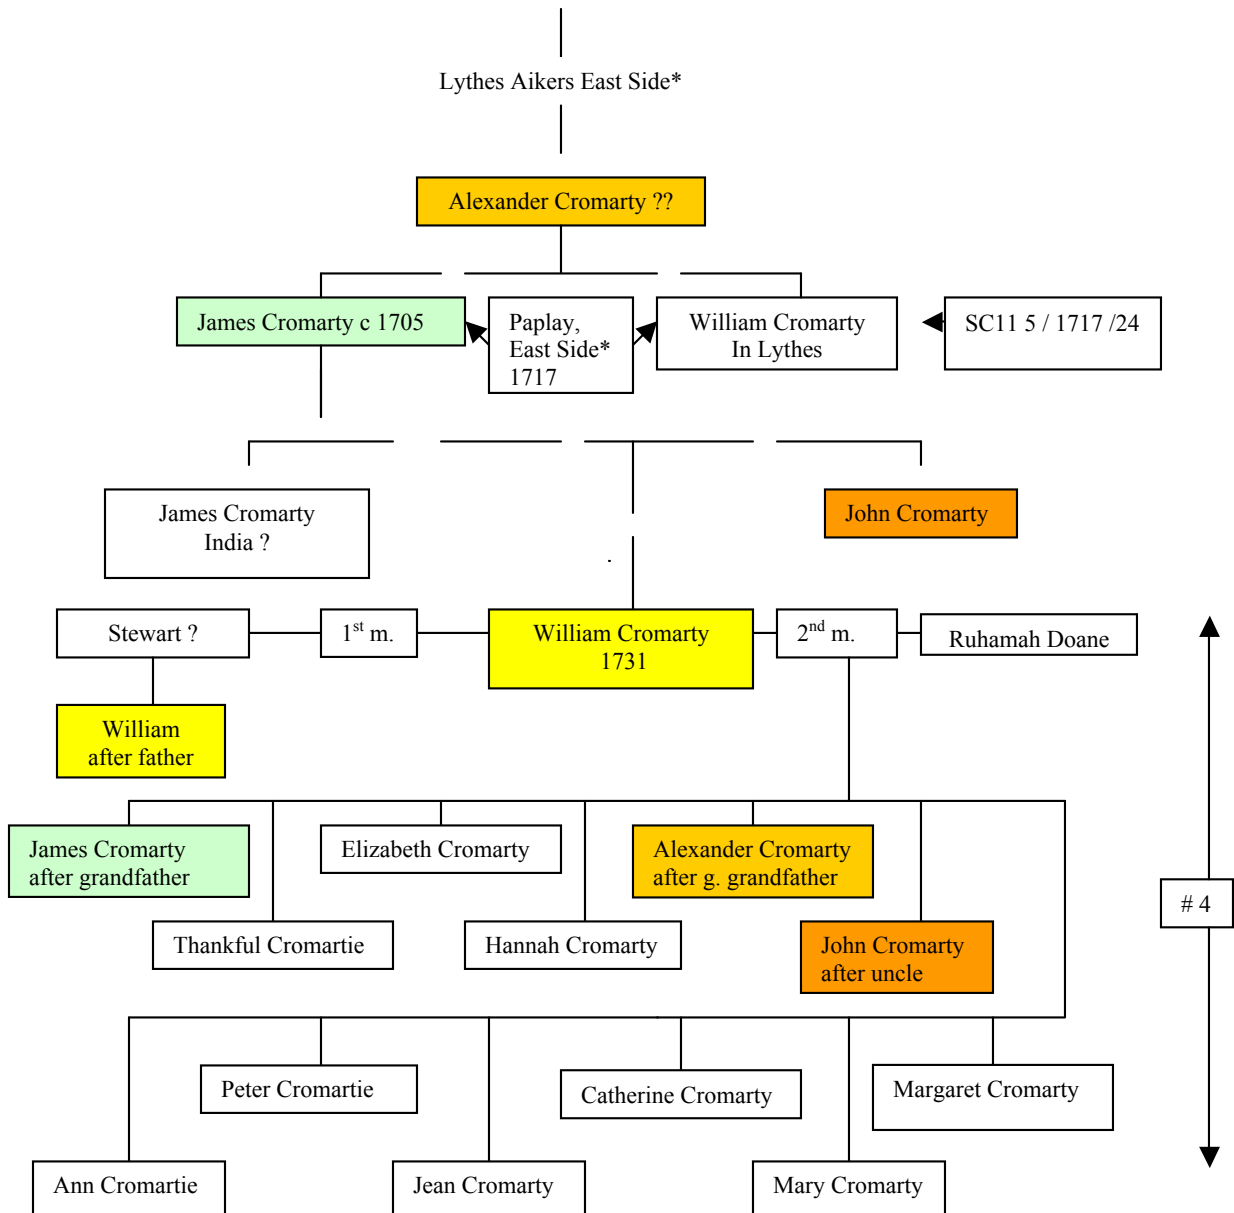 Lythes Aikers East Side*
Alexander Cromarty ??
James Cromarty c 1705
Paplay,
East Side*
1717
William Cromarty
In Lythes
SC11 5 / 1717 /24
James Cromarty
India ?
John Cromarty
.
Stewart ?
1st m.
William Cromarty
1731
2nd m.
Ruhamah Doane
William
after father
James Cromarty
after grandfather
Elizabeth Cromarty
Alexander Cromarty
after g. grandfather
# 4
Thankful Cromartie
Hannah Cromarty
John Cromarty
after uncle
Peter Cromartie
Catherine Cromarty
Margaret Cromarty
Ann Cromartie
Jean Cromarty
Mary Cromarty